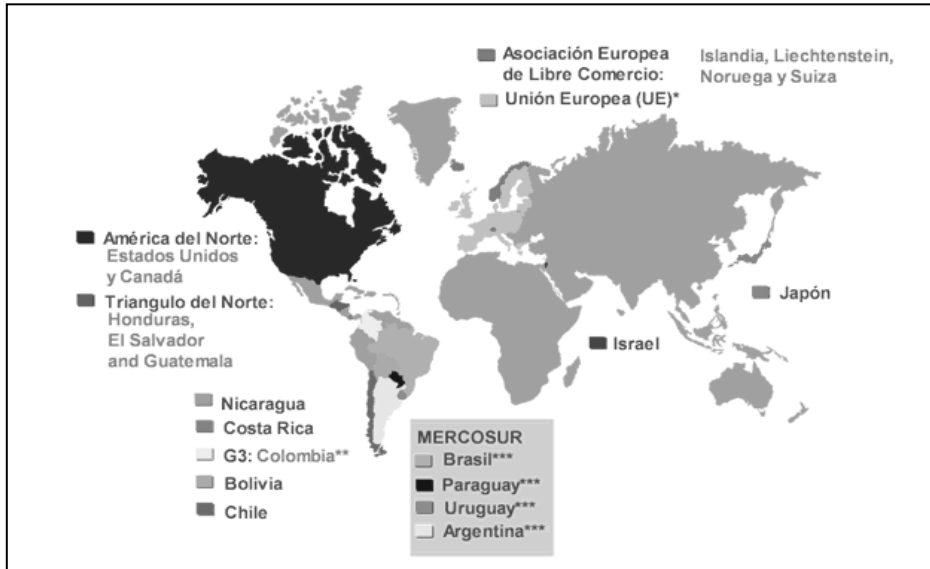 Asociación Europea
de Libre Comercio:
Islandia, Liechtenstein,
Noruega y Suiza
Unión Europea (UE)*
América del Norte:
Estados Unidos
y Canadá
Triangulo del Norte:
Honduras,
El Salvador
and Guatemala
Japón
Israel
Nicaragua
Costa Rica
G3: Colombia**
Bolivia
Chile
MERCOSUR
Brasil***
Paraguay***
Uruguay***
Argentina***